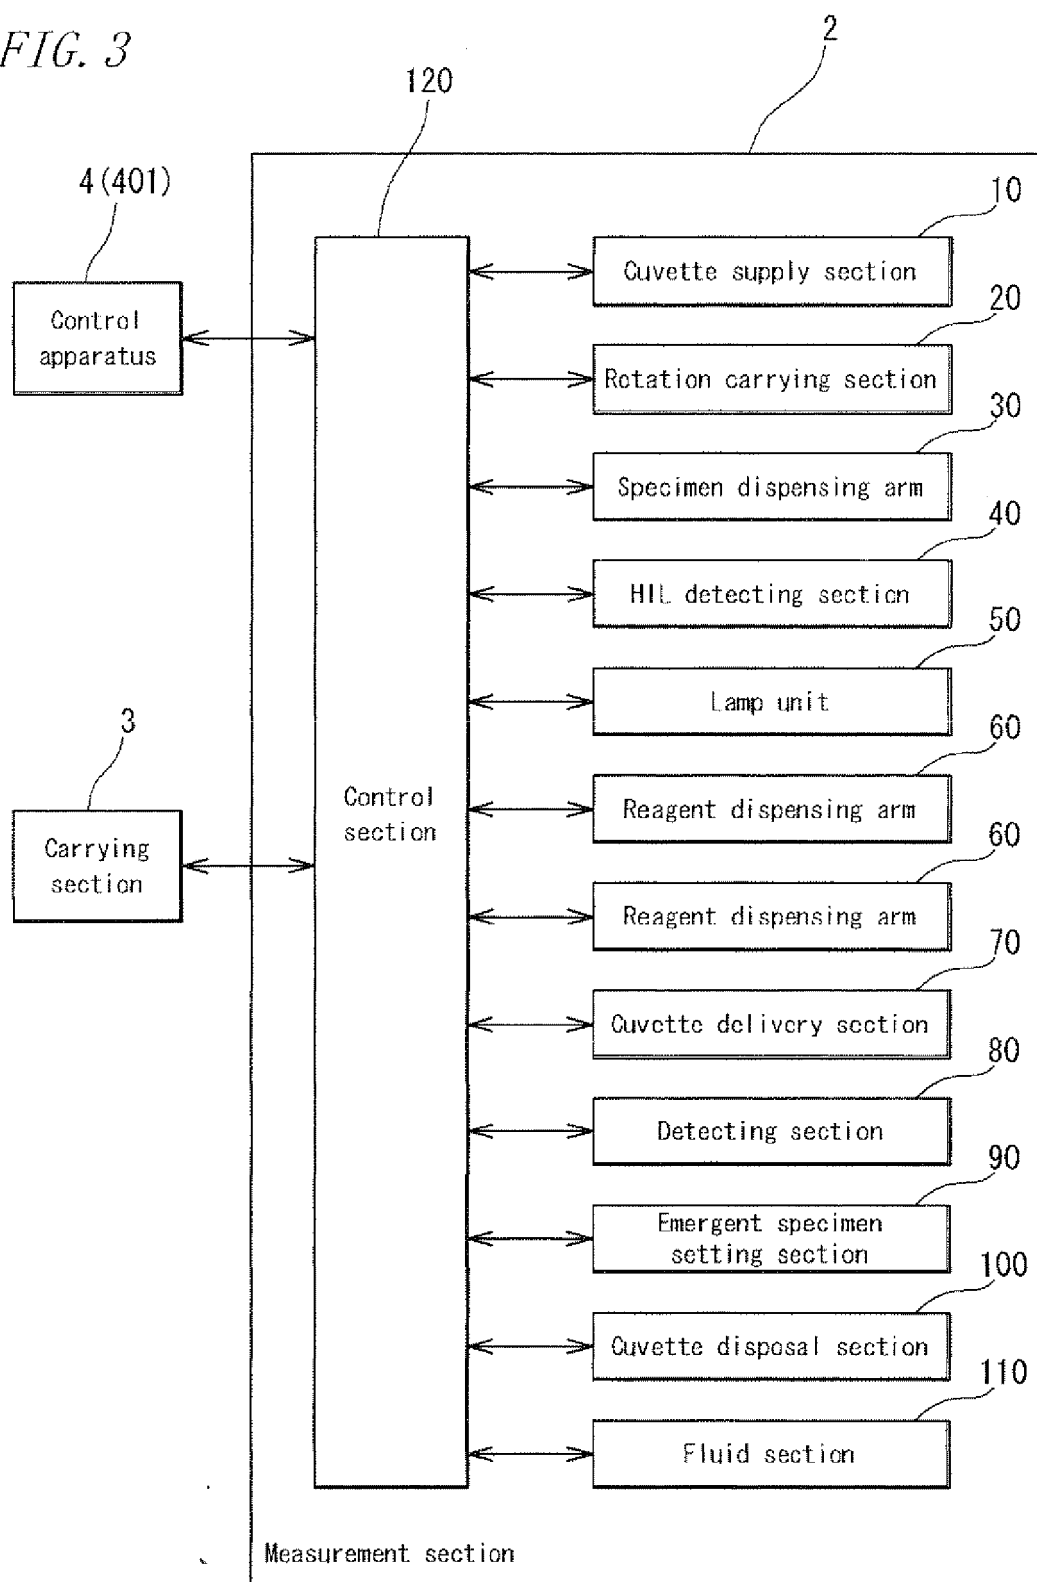 FIG. 3
2
120
4(401)
10
Cuvette supply section
20
Control
apparatus
Rotation carrying section
30
Specimen dispensing arm
40
HIL detecting section
50
Lamp unit
3
60
Control
section
Reagent dispensing arm
60
Carrying
section
Reagent dispensing arm
70
Cuvette delivery section
80
Detecting section
90
Emergent specimen
setting section
100
Cuvette disposal section
110
Fluid section
Measurement section